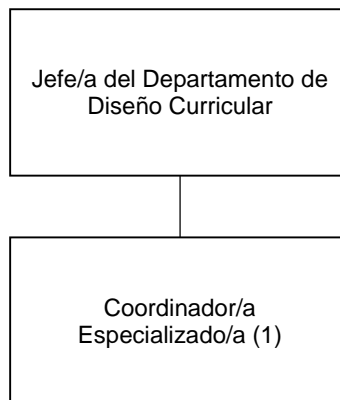 Jefe/a del Departamento de
Diseño Curricular
Coordinador/a
Especializado/a (1)